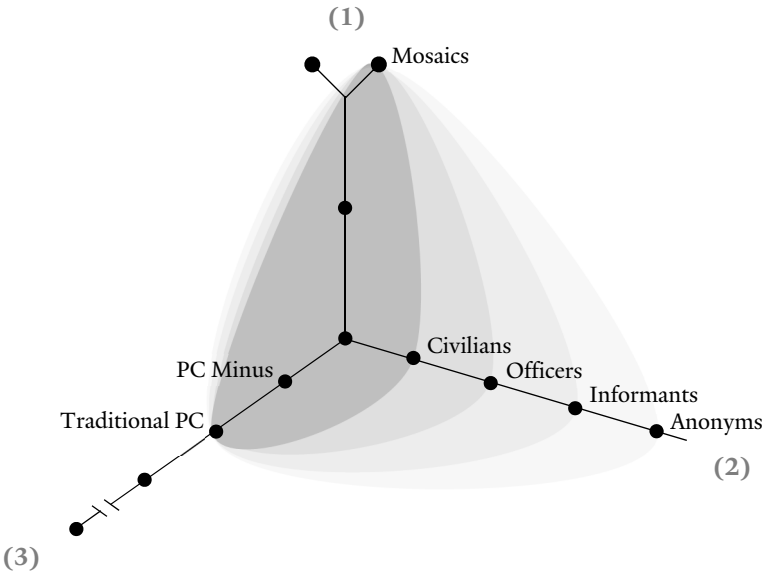 (1)
Mosaics
Civilians
PC Minus
Officers
Informants
Traditional PC
Anonyms
(2)
(3)